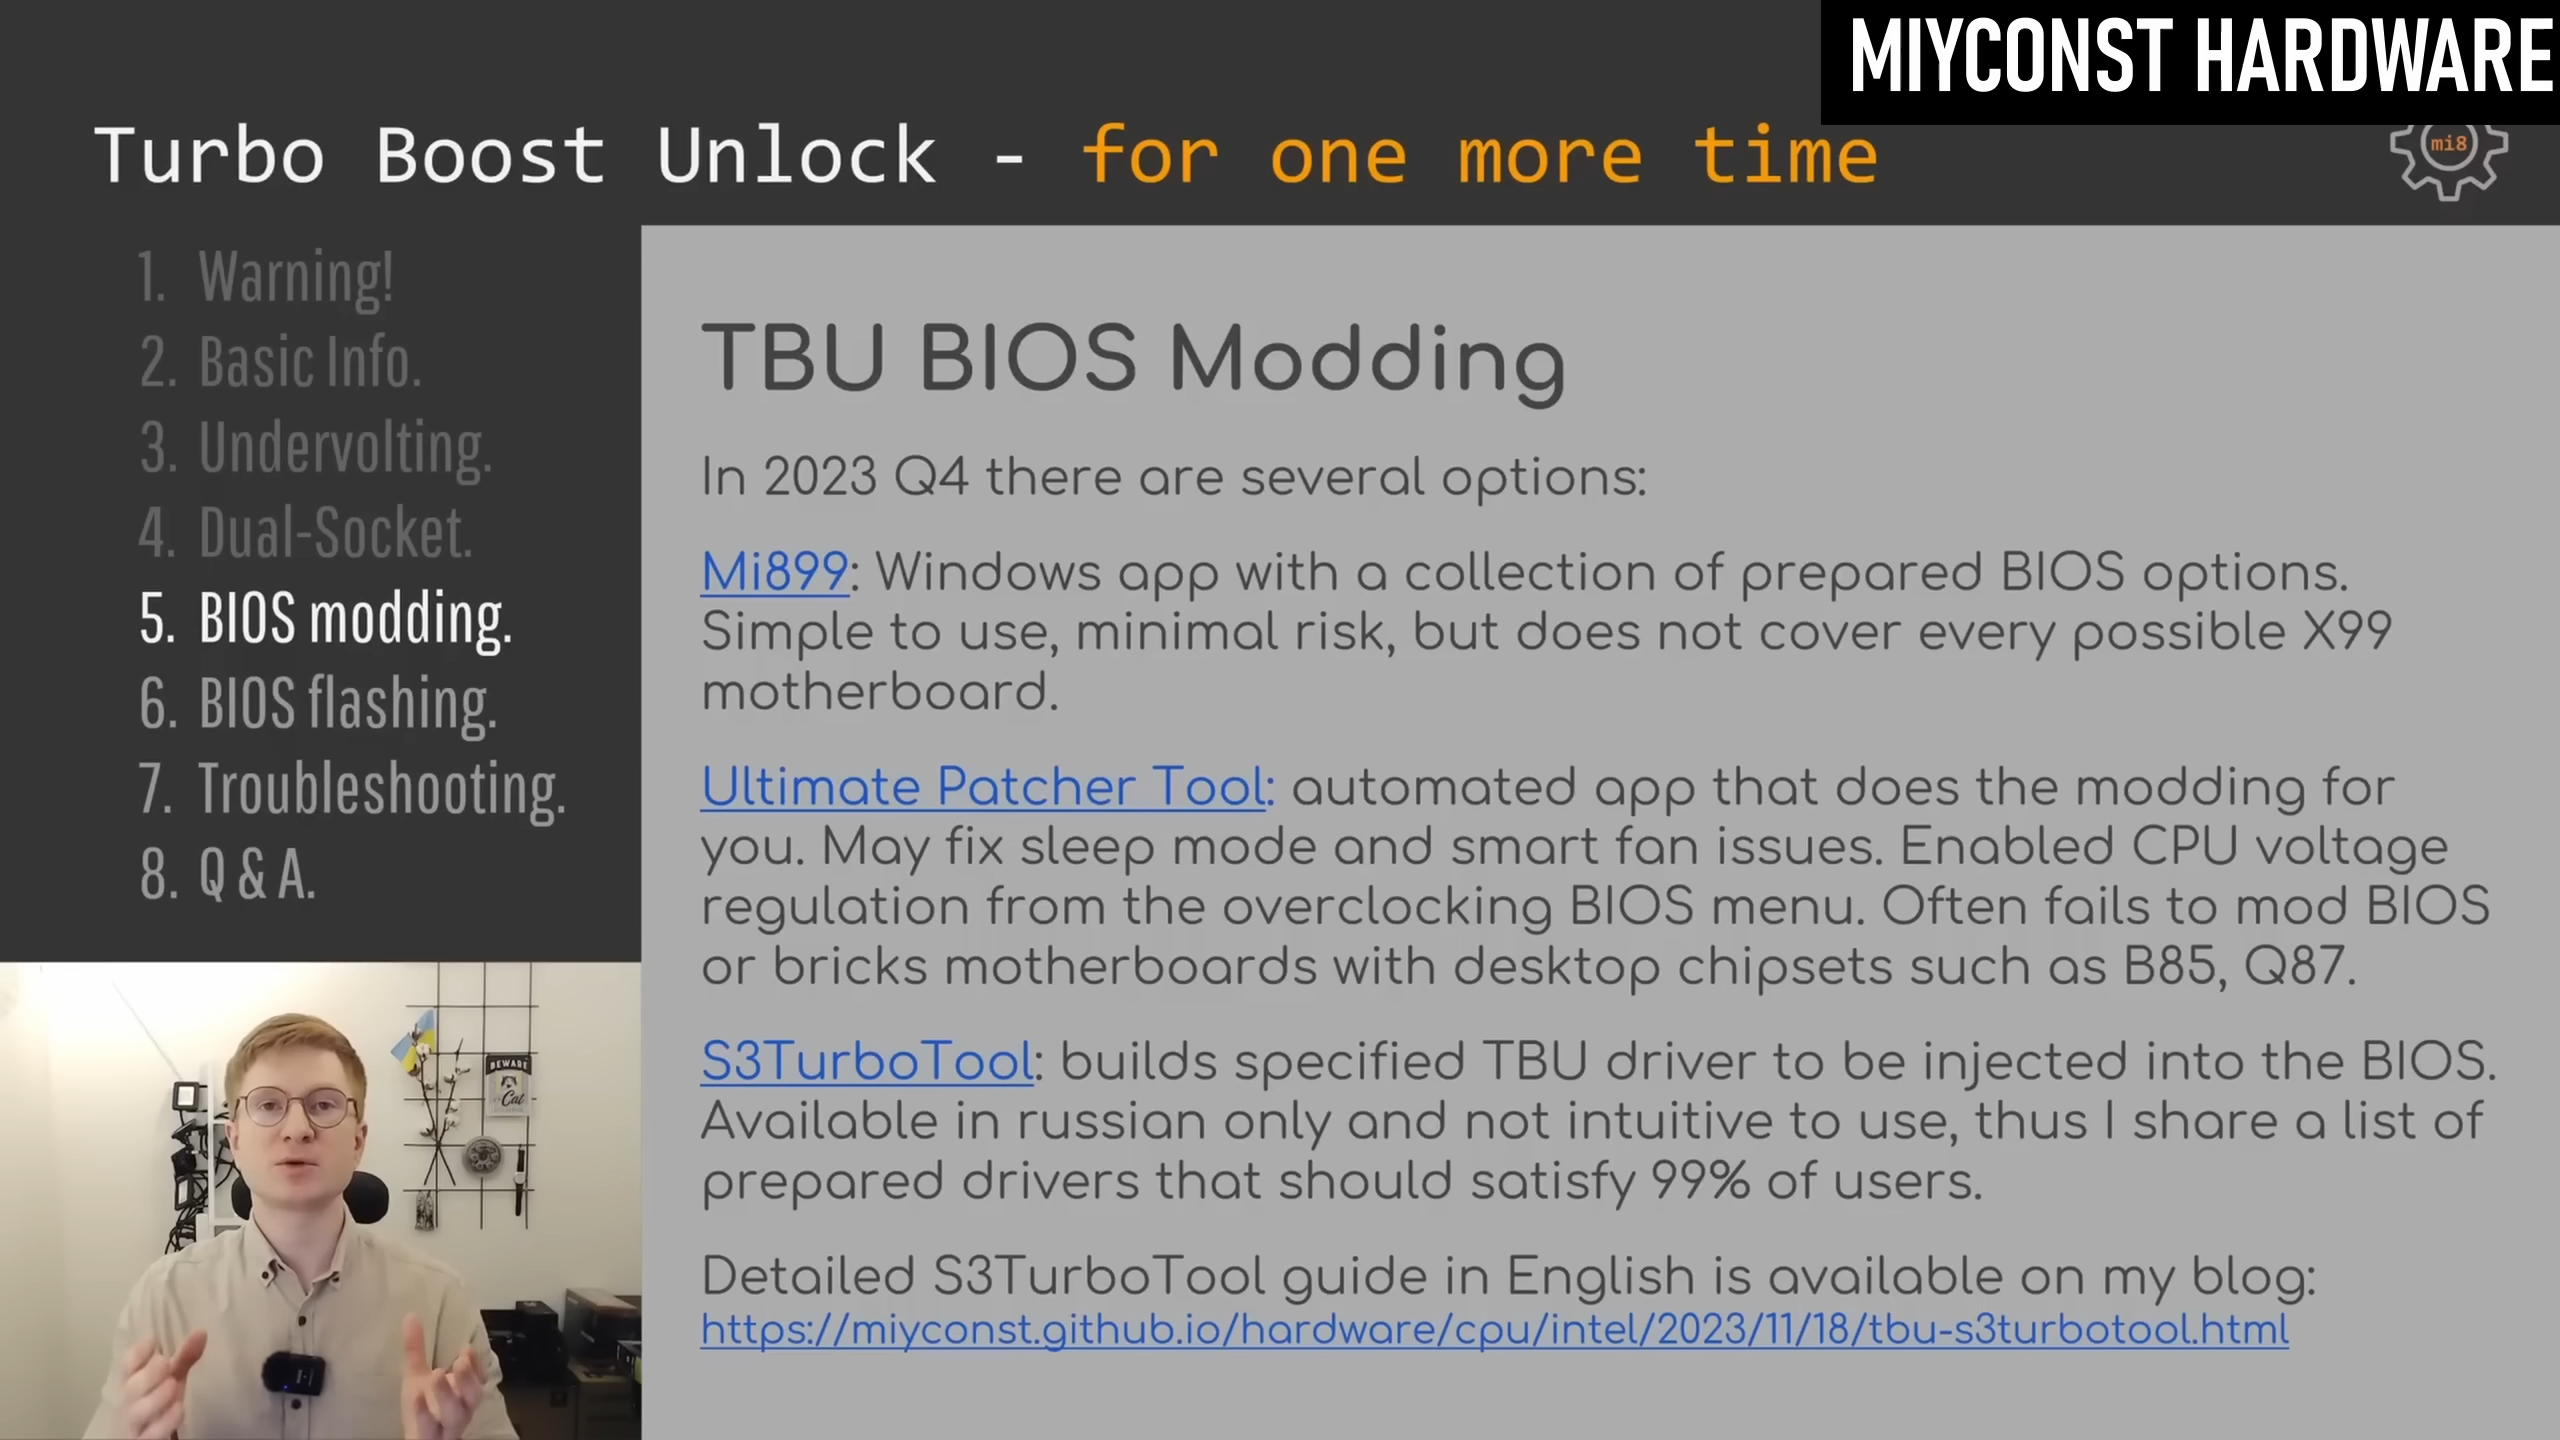 MIYCONST HARDWARE
Turbo Boost Unlock - for one more time
mi8
1. Warning!
2. Basic Info.
3. Undervolting.
4. Dual-Socket.
5. BIOS modding.
6. BIOS flashing.
7. Troubleshooting.
8. Q & A.
TBU BIOS Modding
In 2023 Q4 there are several options:
Mi899: Windows app with a collection of prepared BIOS options.
Simple to use, minimal risk, but does not cover every possible X99
motherboard.
Ultimate Patcher Tool: automated app that does the modding for
you. May fix sleep mode and smart fan issues. Enabled CPU voltage
regulation from the overclocking BIOS menu. Often fails to mod BIOS
or bricks motherboards with desktop chipsets such as B85, Q87.
S3TurboTool: builds specified TBU driver to be injected into the BIOS.
Available in russian only and not intuitive to use, thus I share a list of
prepared drivers that should satisfy 99% of users.
Detailed S3TurboTool guide in English is available on my blog:
https://miyconst.github.io/hardware/cpu/intel/2023/11/18/tbu-s3turbotool.html
BEWARE
Cat